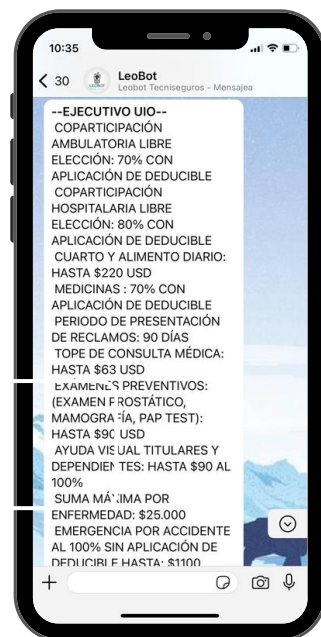 10:35
30
LeoBot
Leobot Tecniseguros - Mensajea
--EJECUTIVO UIO--
COPARTICIPACIÓN
AMBULATORIA LIBRE
ELECCIÓN: 70% CON
APLICACIÓN DE DEDUCIBLE
COPARTICIPACIÓN
HOSPITALARIA LIBRE
ELECCIÓN: 80% CON
APLICACIÓN DE DEDUCIBLE
CUARTO Y ALIMENTO DIARIO:
HASTA $220 USD
MEDICINAS : 70% CON
APLICACIÓN DE DEDUCIBLE
PERIODO DE PRESENTACIÓN
DE RECLAMOS: 90 DÍAS
TOPE DE CONSULTA MÉDICA:
HASTA $63 USD
EXÁMENES PREVENTIVOS:
(EXAMEN PROSTÁTICO,
MAMOGRAFÍA, PAP TEST):
HASTA $90 USD
AYUDA VISUAL TITULARES Y
DEPENDIENTES: HASTA $90 AL
100%
SUMA MÁXIMA POR
ENFERMEDAD: $25.000
EMERGENCIA POR ACCIDENTE
AL 100% SIN APLICACIÓN DE
DEDUCIBLE HASTA: $1100